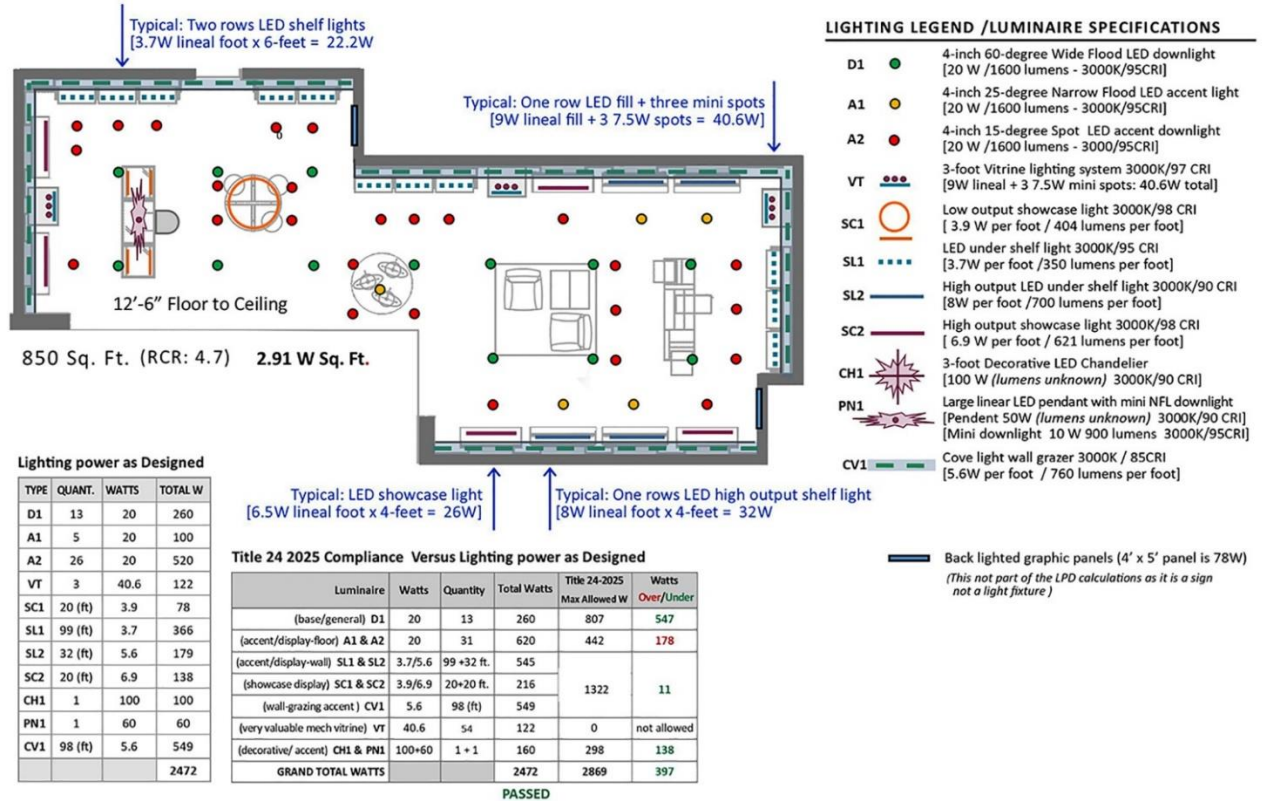 Typical: Two rows LED shelf lights
[3.7W lineal foot x 6-feet = 22.2W
Typical: One row LED fill + three mini spots
[9W lineal fill + 3 7.5W spots = 40.6W]
12’-6” Floor to Ceiling
850 Sq. Ft. (RCR: 4.7) 2.91 W Sq. Ft.
Typical: LED showcase light
[6.5W lineal foot x 4-feet = 26W]
Typical: One rows LED high output shelf light
[8W lineal foot x 4-feet = 32W
LIGHTING LEGEND /LUMINAIRE SPECIFICATIONS
D1 4-inch 60-degree Wide Flood LED downlight
[20 W /1600 lumens - 3000K/95CRI]
A1 4-inch 25-degree Narrow Flood LED accent light
[20 W /1600 lumens - 3000K/95CRI]
A2 4-inch 15-degree Spot LED accent downlight
[20 W /1600 lumens - 3000/95CRI]
VT 3-foot Vitrine lighting system 3000K/97 CRI
[9W lineal + 3 7.5W mini spots: 40.6W total]
SC1 Low output showcase light 3000K/98 CRI
[ 3.9 W per foot / 404 lumens per foot]
SL1 LED under shelf light 3000K/95 CRI
[3.7W per foot /350 lumens per foot]
SL2 High output LED under shelf light 3000K/90 CRI
[8W per foot /700 lumens per foot]
SC2 High output showcase light 3000K/98 CRI
[ 6.9 W per foot / 621 lumens per foot]
CH1 3-foot Decorative LED Chandelier
[100 W (lumens unknown) 3000K/90 CRI]
PN1 Large linear LED pendant with mini NFL downlight
[Pendent 50W (lumens unknown) 3000K/90 CRI]
[Mini downlight 10 W 900 lumens 3000K/95CRI]
CV1 Cove light wall grazer 3000K / 85CRI
[5.6W per foot / 760 lumens per foot]
Back lighted graphic panels (4’ x 5’ panel is 78W)
(This not part of the LPD calculations as it is a sign
not a light fixture )
Lighting power as Designed
TYPE QUANT. WATTS TOTAL W
D1 13 20 260
A1 5 20 100
A2 26 20 520
VT 3 40.6 122
SC1 20 (ft) 3.9 78
SL1 99 (ft) 3.7 366
SL2 32 (ft) 5.6 179
SC2 20 (ft) 6.9 138
CH1 1 100 100
PN1 1 60 60
CV1 98 (ft) 5.6 549
2472
Title 24 2025 Compliance Versus Lighting power as Designed
Luminaire Watts Quantity Total Watts Title 24-2025 Max Allowed W Watts Over/Under
(base/general) D1 20 13 260 807 547
(accent/display-floor) A1 & A2 20 31 620 442 178
(accent/display-wall) SL1 & SL2 3.7/5.6 99 +32 ft. 545
(showcase display) SC1 & SC2 3.9/6.9 20+20 ft. 216 1322 11
(wall-grazing accent ) CV1 5.6 98 (ft) 549
(very valuable mech vitrine) VT 40.6 54 122 0 not allowed
(decorative/ accent) CH1 & PN1 100+60 1 + 1 160 298 138
GRAND TOTAL WATTS 2472 2869 397
PASSED